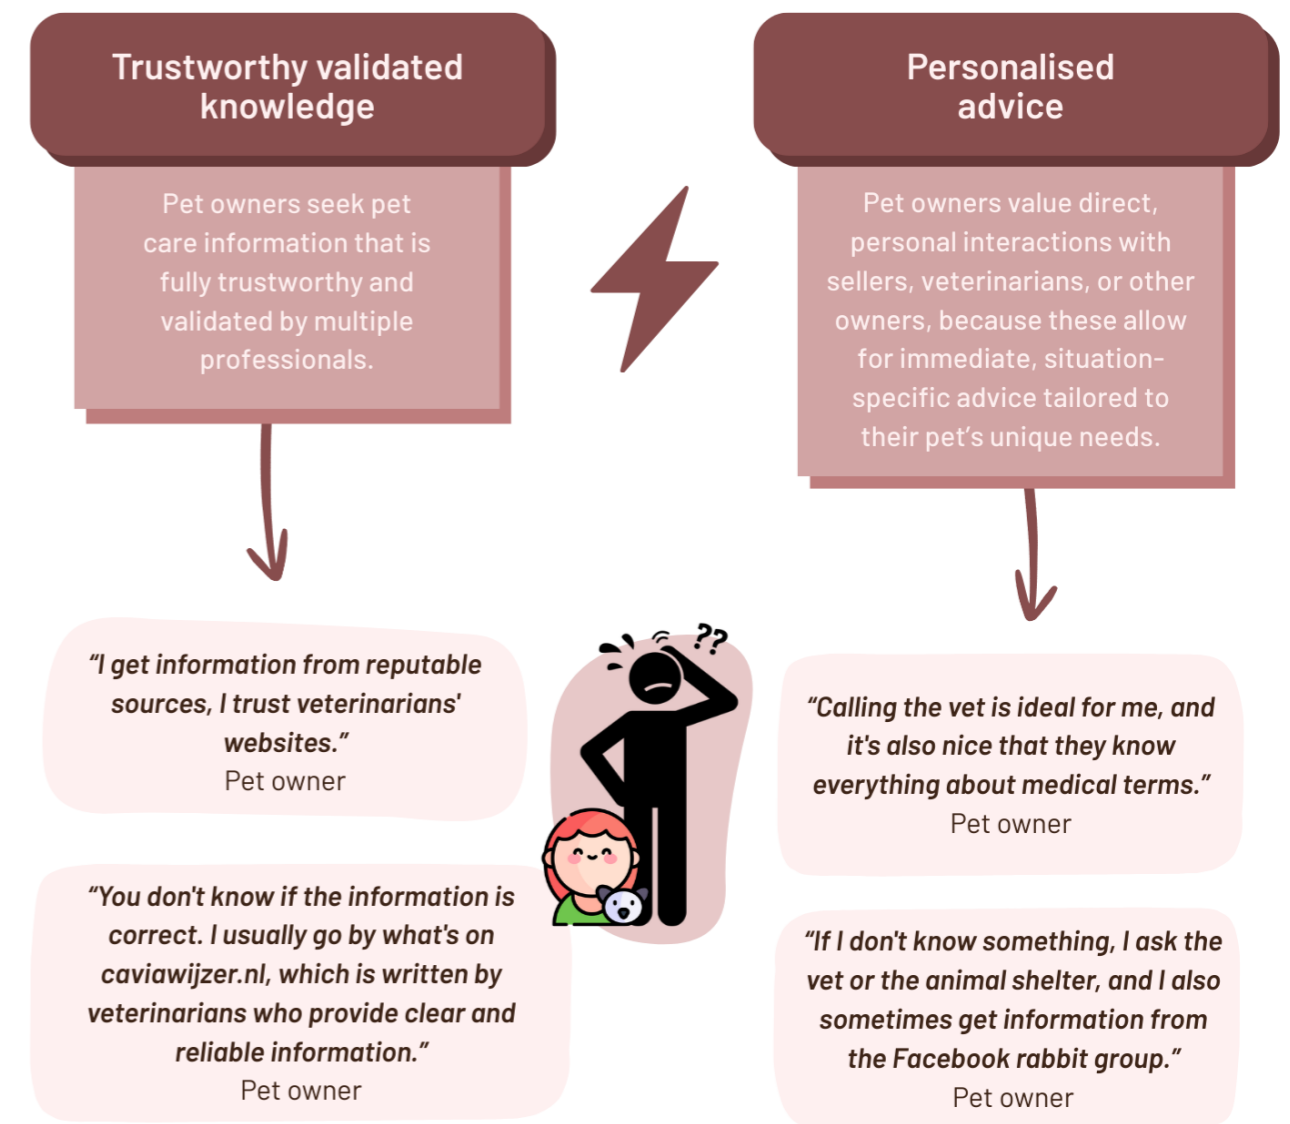 Trustworthy validated
knowledge
Pet owners seek pet
care information that is
fully trustworthy and
validated by multiple
professionals.
“I get information from reputable
sources, I trust veterinarians'
websites.”
Pet owner
“You don't know if the information is
correct. I usually go by what's on
caviawijzer.nl, which is written by
veterinarians who provide clear and
reliable information.”
Pet owner
??
Personalised
advice
Pet owners value direct,
personal interactions with
sellers, veterinarians, or other
owners, because these allow
for immediate, situation-
specific advice tailored to
their pet’s unique needs.
“Calling the vet is ideal for me, and
it's also nice that they know
everything about medical terms.”
Pet owner
“If I don't know something, I ask the
vet or the animal shelter, and I also
sometimes get information from
the Facebook rabbit group.”
Pet owner